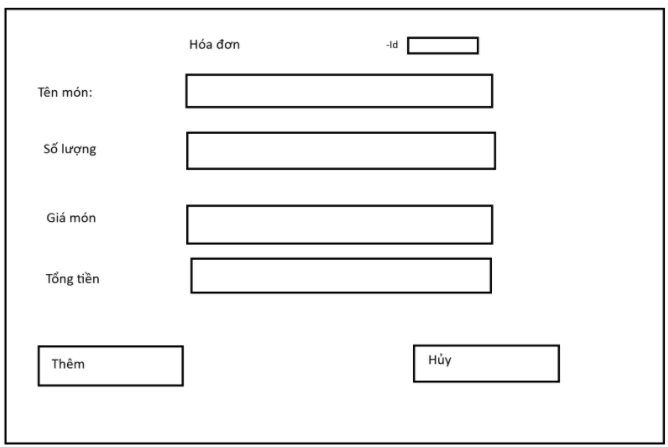 Hóa đơn -Id
Tên món:
Số lượng
Giá món
Tổng tiền
Thêm Hủy